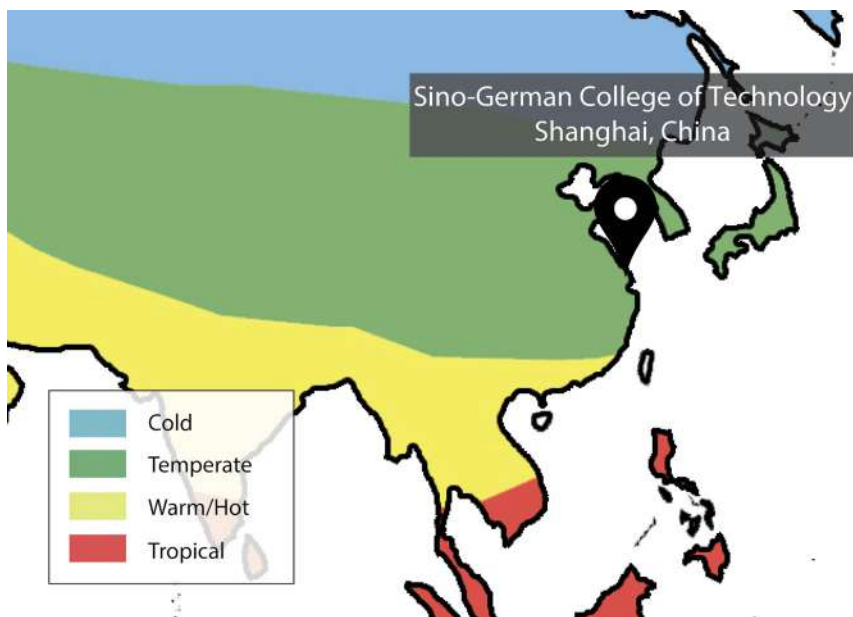 Sino-German College of Technology
Shanghai, China
Cold
Temperate
Warm/Hot
Tropical